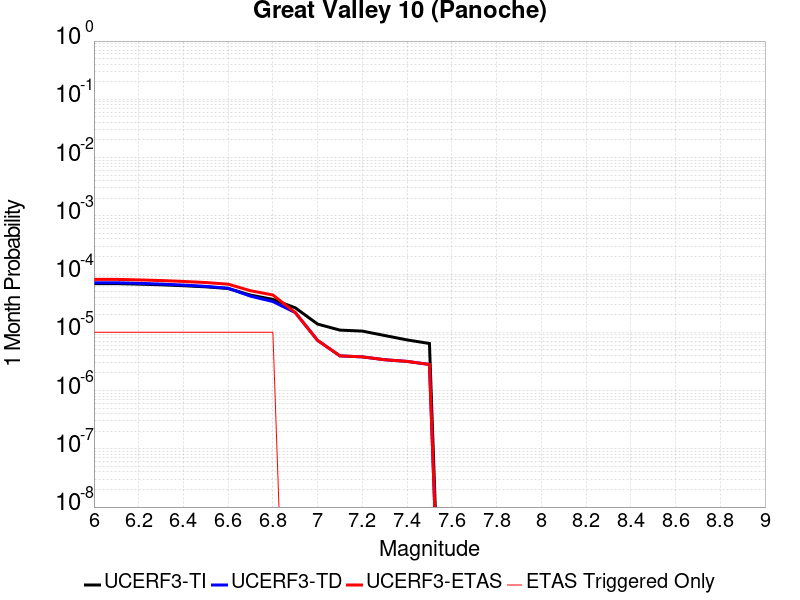 Great Valley 10 (Panoche)
10^0
10^-1
10^-2
10^-3
10^-4
10^-5
10^-6
10^-7
10^-8
1 Month Probability
6 6.2 6.4 6.6 6.8 7 7.2 7.4 7.6 7.8 8 8.2 8.4 8.6 8.8 9
Magnitude
UCERF3-TI UCERF3-TD UCERF3-ETAS ETAS Triggered Only